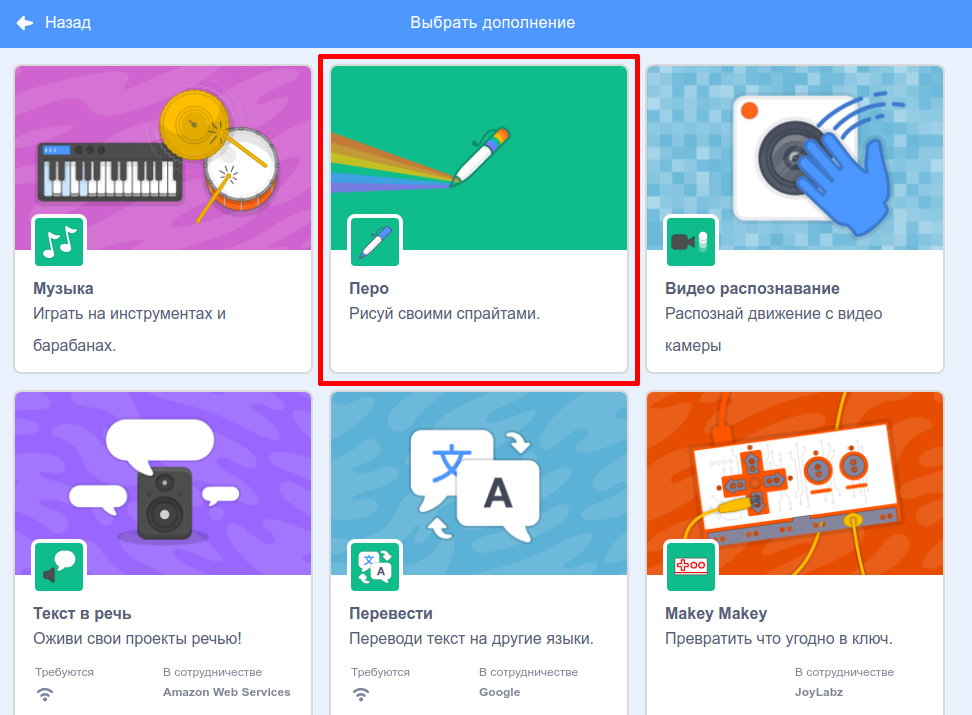 Назад
Выбрать дополнение
Музыка
Играть на инструментах и
барабанах.
Перо
Рисуй своими спрайтами.
Видео распознавание
Распознай движение с видео
камеры
文 A
文 A
Текст в речь
Оживи свои проекты речью!
Требуются
В сотрудничестве
Amazon Web Services
Перевести
Переводи текст на другие языки.
Требуются
В сотрудничестве
Google
Makey Makey
Превратить что угодно в ключ.
В сотрудничестве
JoyLabz